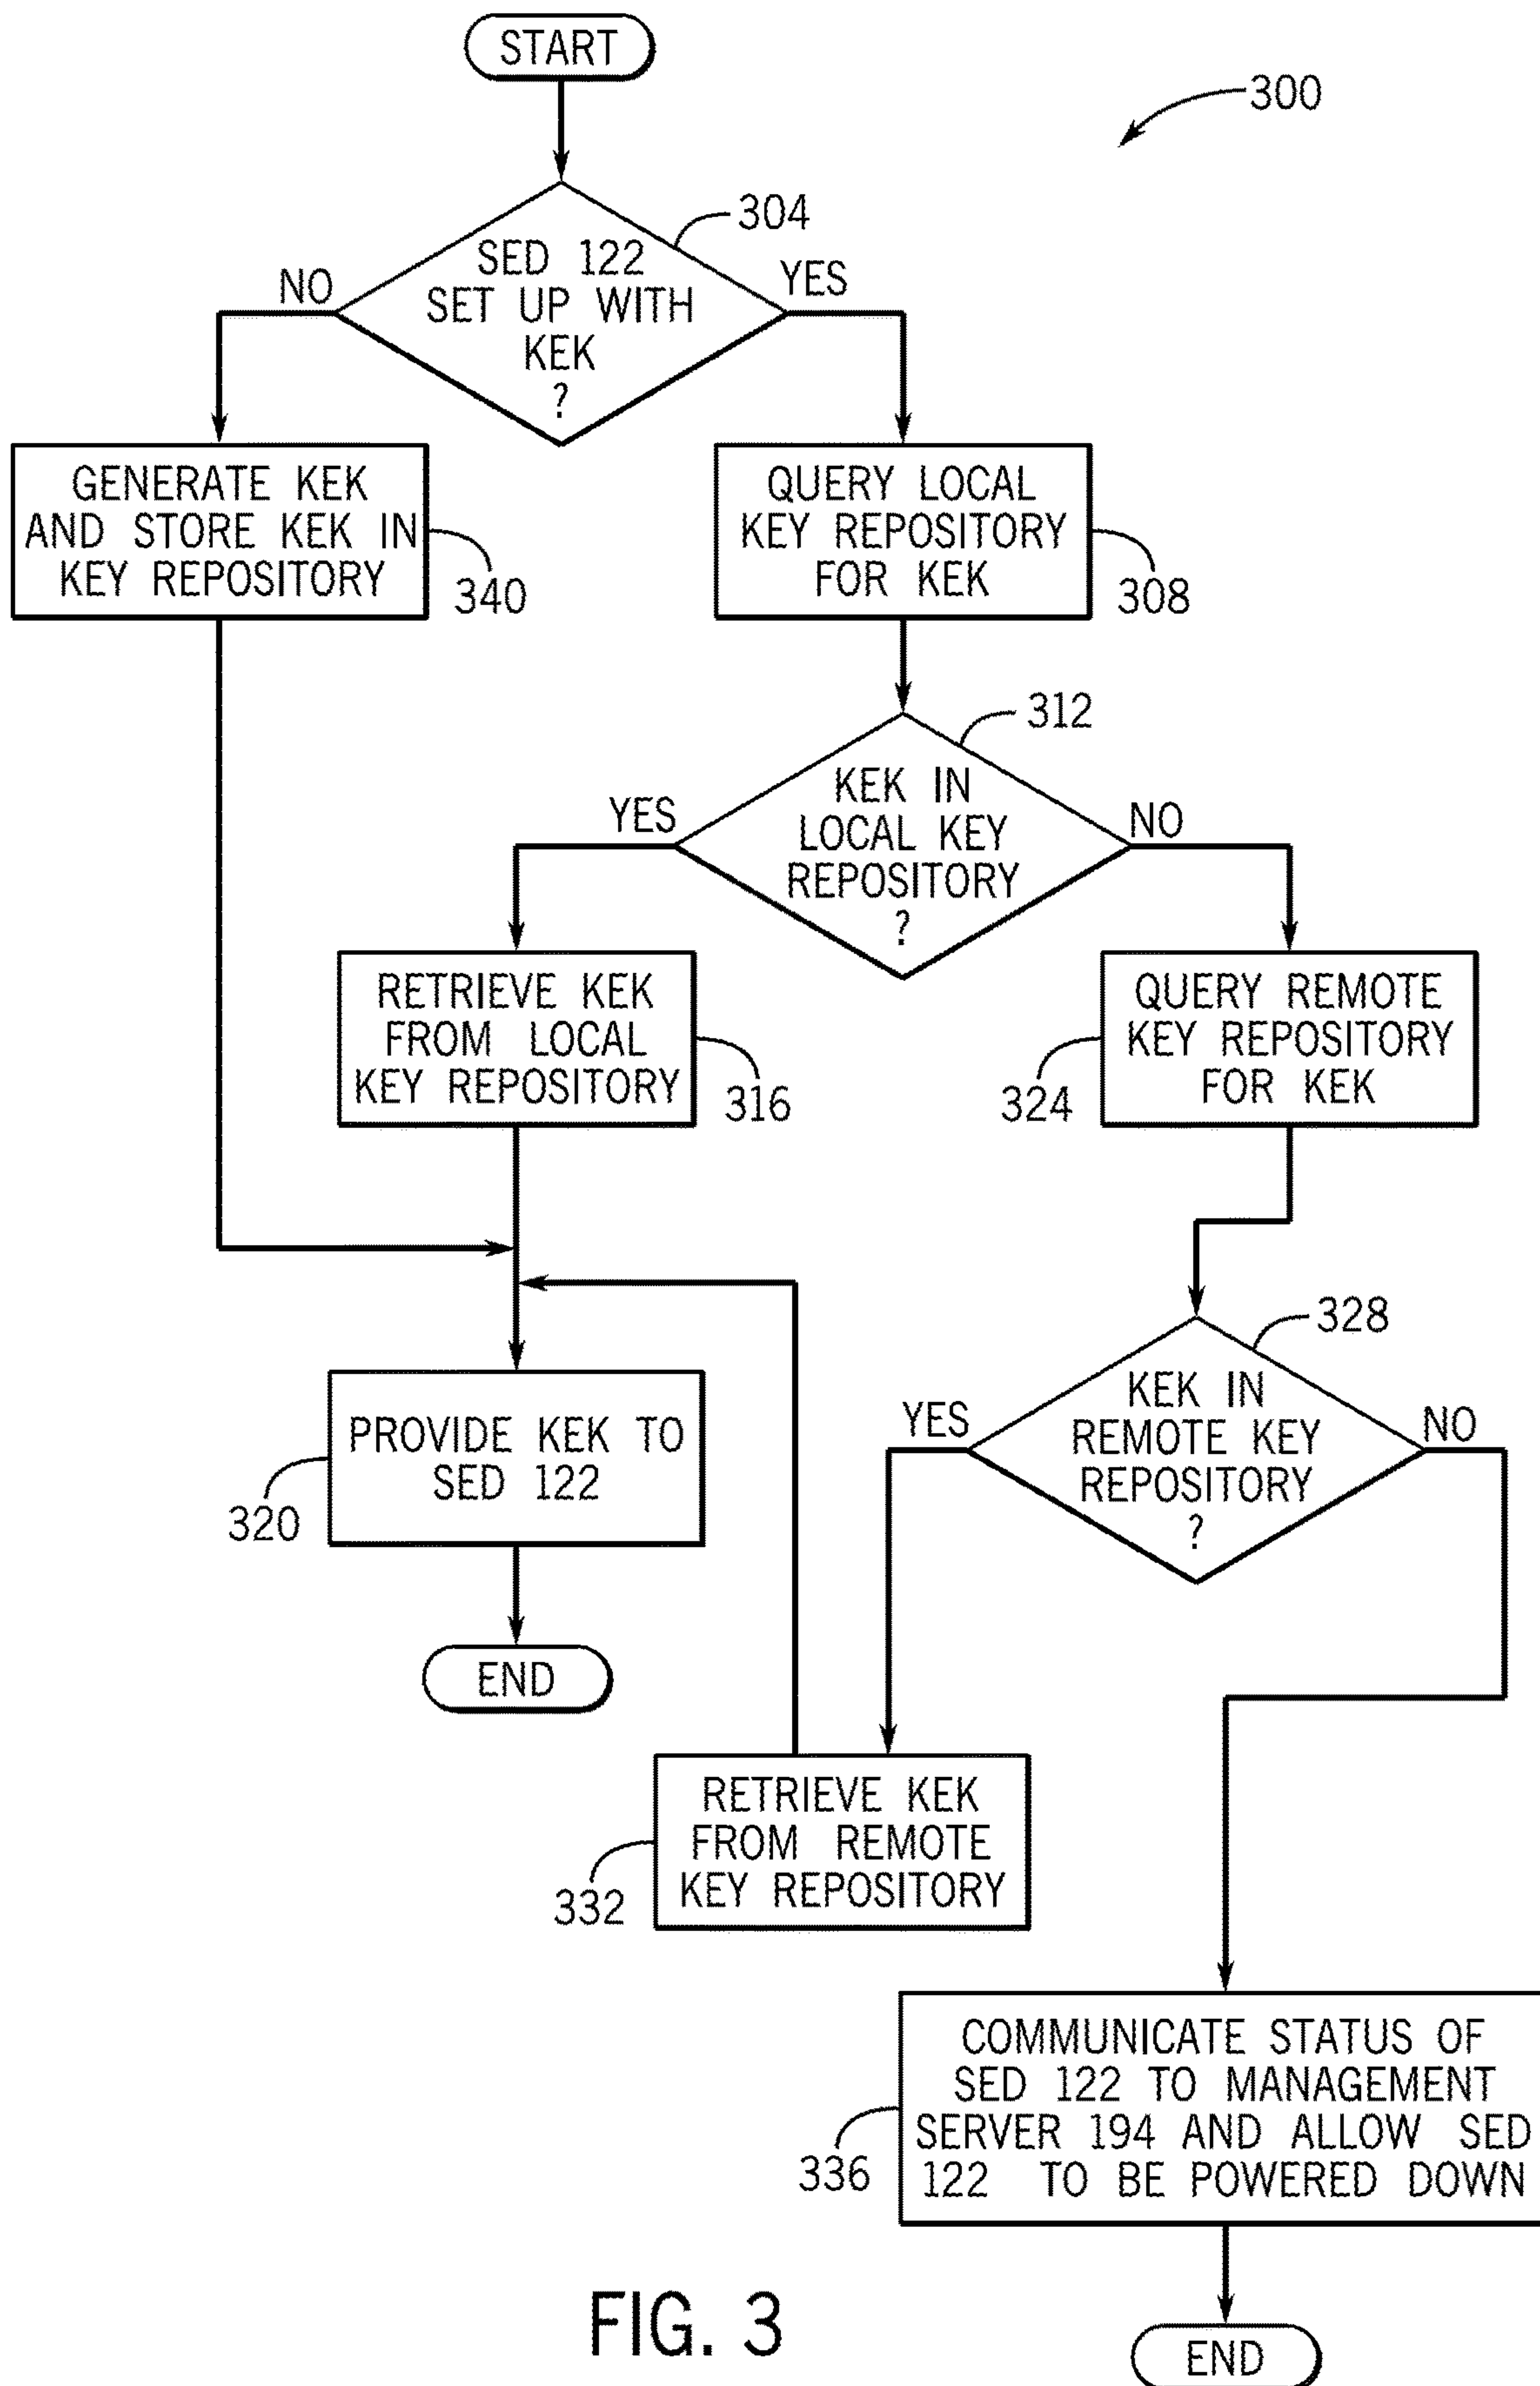 START
300
304
SED 122
SET UP WITH
KEK
?
NO
YES
GENERATE KEK
AND STORE KEK IN
KEY REPOSITORY
340
QUERY LOCAL
KEY REPOSITORY
FOR KEK
308
312
KEK IN
LOCAL KEY
REPOSITORY
?
YES
NO
RETRIEVE KEK
FROM LOCAL
KEY REPOSITORY
316
QUERY REMOTE
KEY REPOSITORY
FOR KEK
324
328
KEK IN
REMOTE KEY
REPOSITORY
?
YES
NO
PROVIDE KEK TO
SED 122
320
END
RETRIEVE KEK
FROM REMOTE
KEY REPOSITORY
332
COMMUNICATE STATUS OF
SED 122 TO MANAGEMENT
SERVER 194 AND ALLOW SED
122 TO BE POWERED DOWN
336
END
FIG. 3